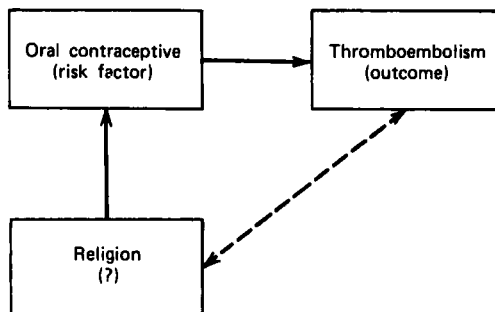 Oral contraceptive
(risk factor)
Thromboembolism
(outcome)
Religion
(?)